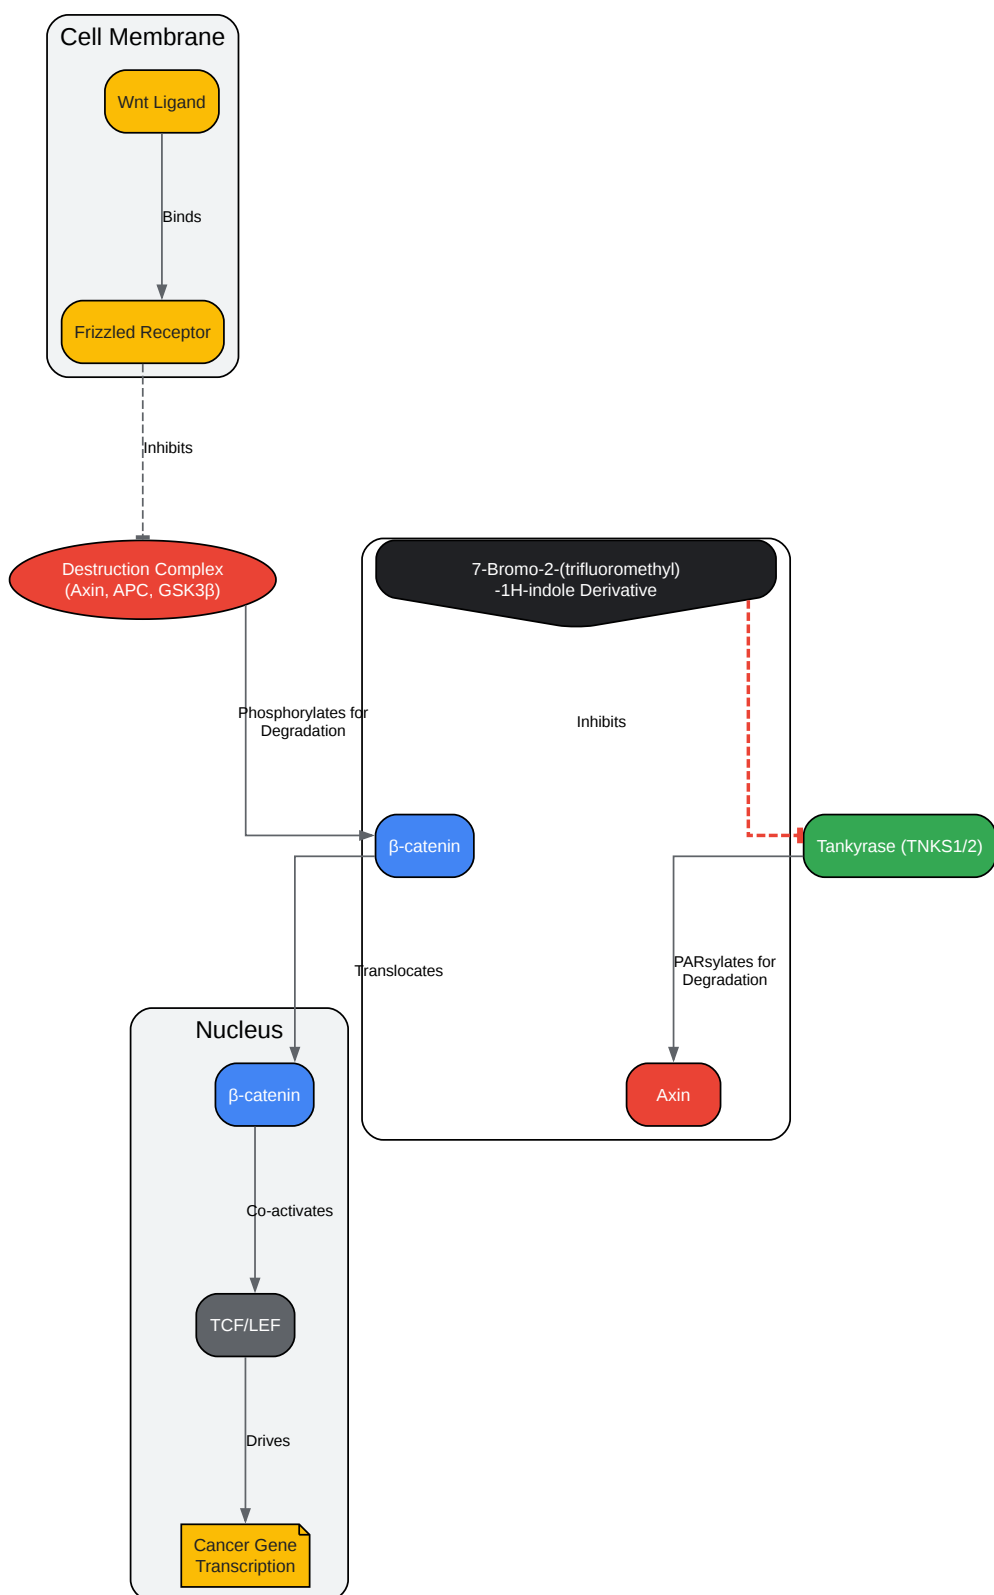 Cell Membrane
Wnt Ligand
Binds
Frizzled Receptor
Inhibits
Destruction Complex
(Axin, APC, GSK3β)
7-Bromo-2-(trifluoromethyl)
-1H-indole Derivative
Phosphorylates for
Degradation
Inhibits
β-catenin
Tankyrase (TNKS1/2)
Translocates
PARsylates for
Degradation
Nucleus
β-catenin
Axin
Co-activates
TCF/LEF
Drives
Cancer Gene
Transcription